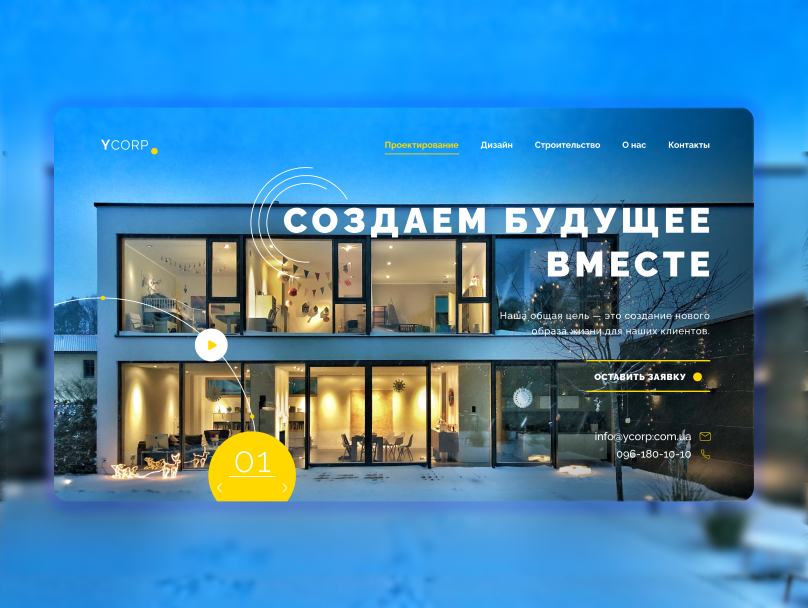 YCORP
Проектирование Дизайн Строительство О нас Контакты
СОЗДАЕМ БУДУЩЕЕ
ВМЕСТЕ
Наша общая цель — это создание нового
образа жизни для наших клиентов.
ОСТАВИТЬ ЗАЯВКУ
info@ycorp.com.ua
096-180-10-10
01